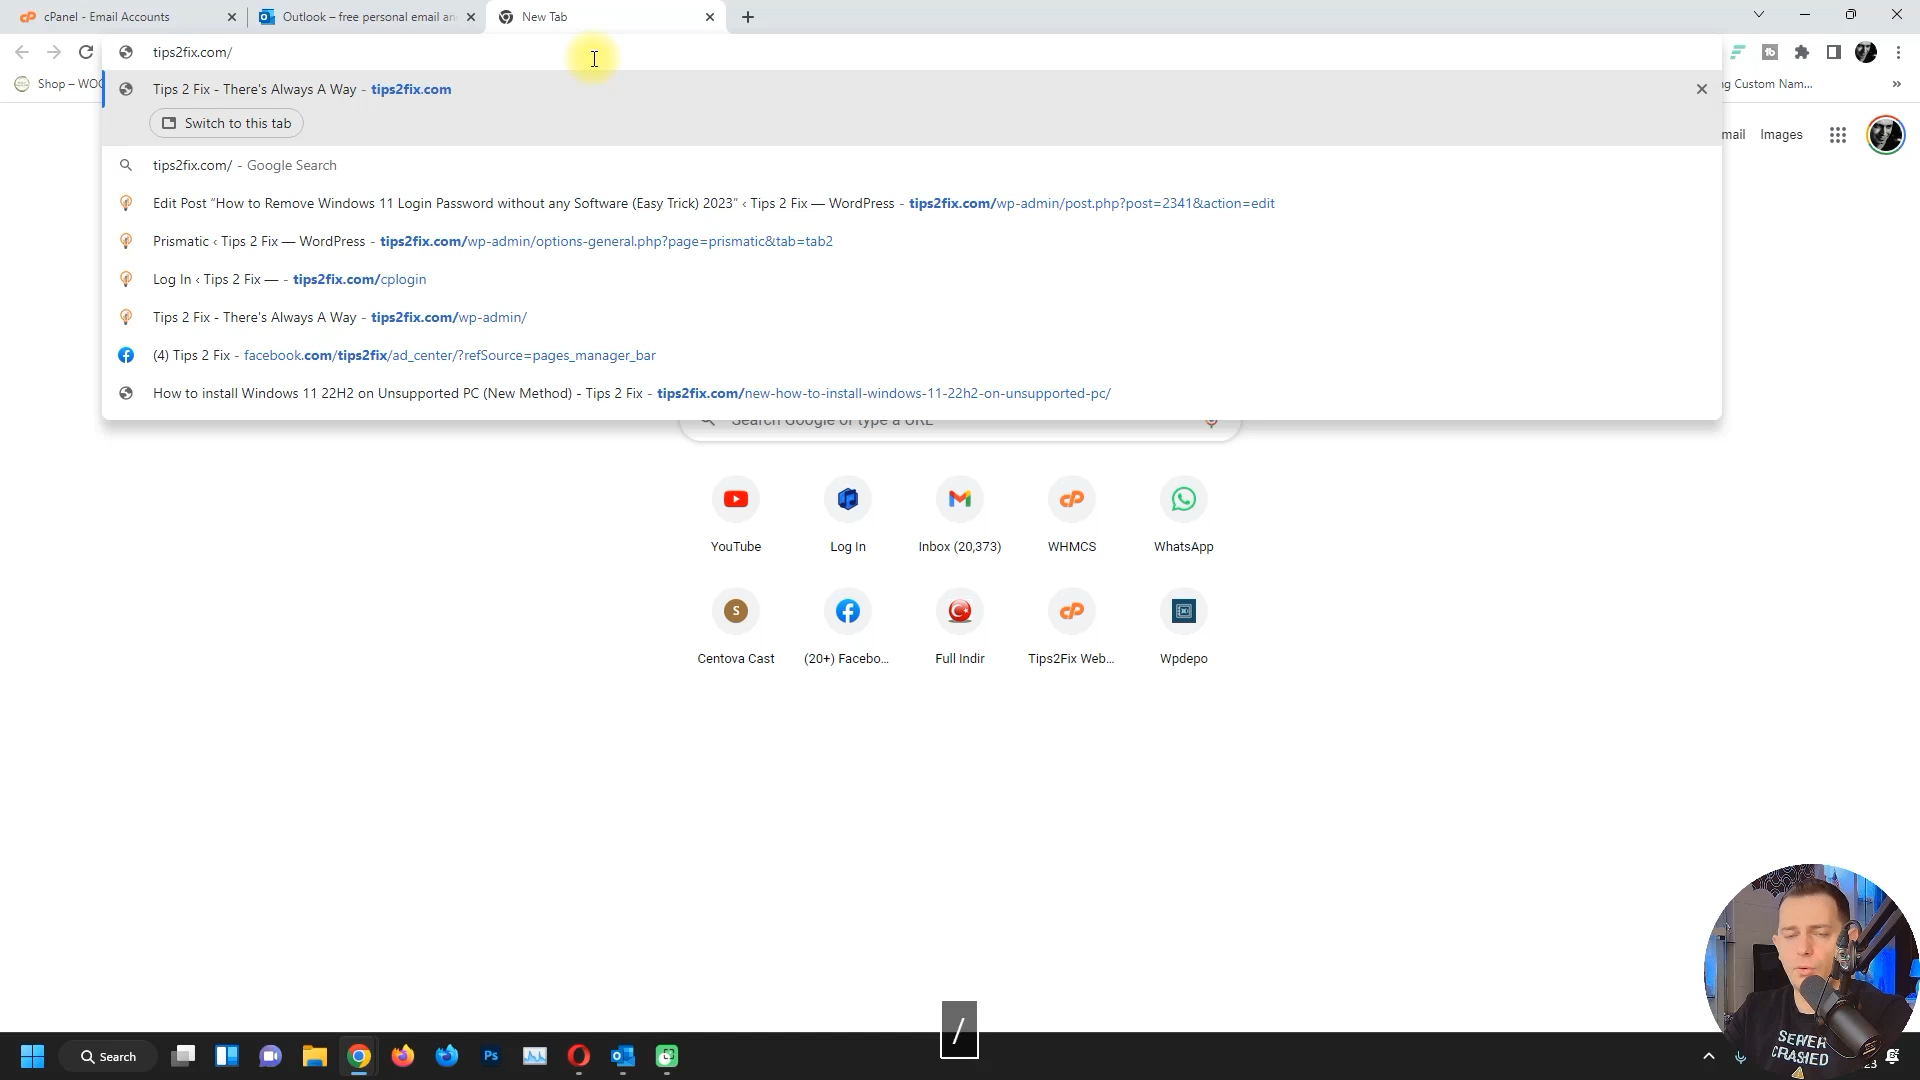 cPanel - Email Accounts
Outlook – free personal email an
New Tab
tips2fix.com/
Shop – WOO
Tips 2 Fix - There's Always A Way - tips2fix.com
g Custom Nam...
»
Switch to this tab
mail
Images
tips2fix.com/ - Google Search
Edit Post “How to Remove Windows 11 Login Password without any Software (Easy Trick) 2023” ‹ Tips 2 Fix — WordPress - tips2fix.com/wp-admin/post.php?post=2341&action=edit
Prismatic ‹ Tips 2 Fix — WordPress - tips2fix.com/wp-admin/options-general.php?page=prismatic&tab=tab2
Log In ‹ Tips 2 Fix — - tips2fix.com/cplogin
Tips 2 Fix - There's Always A Way - tips2fix.com/wp-admin/
(4) Tips 2 Fix - facebook.com/tips2fix/ad_center/?refSource=pages_manager_bar
How to install Windows 11 22H2 on Unsupported PC (New Method) - Tips 2 Fix - tips2fix.com/new-how-to-install-windows-11-22h2-on-unsupported-pc/
Search Google or type a URL
YouTube
Log In
Inbox (20,373)
WHMCS
WhatsApp
S
Centova Cast
(20+) Facebo...
Full Indir
Tips2Fix Web...
Wpdepo
/
SERVER
CRASHED
Search
Ps
23